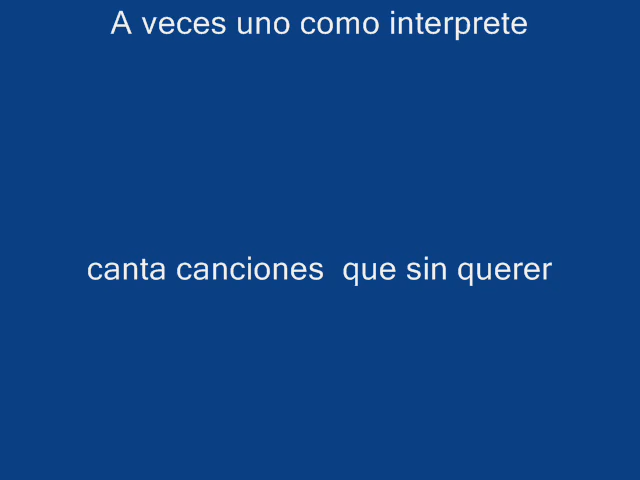 A veces uno como interprete
canta canciones  que sin querer